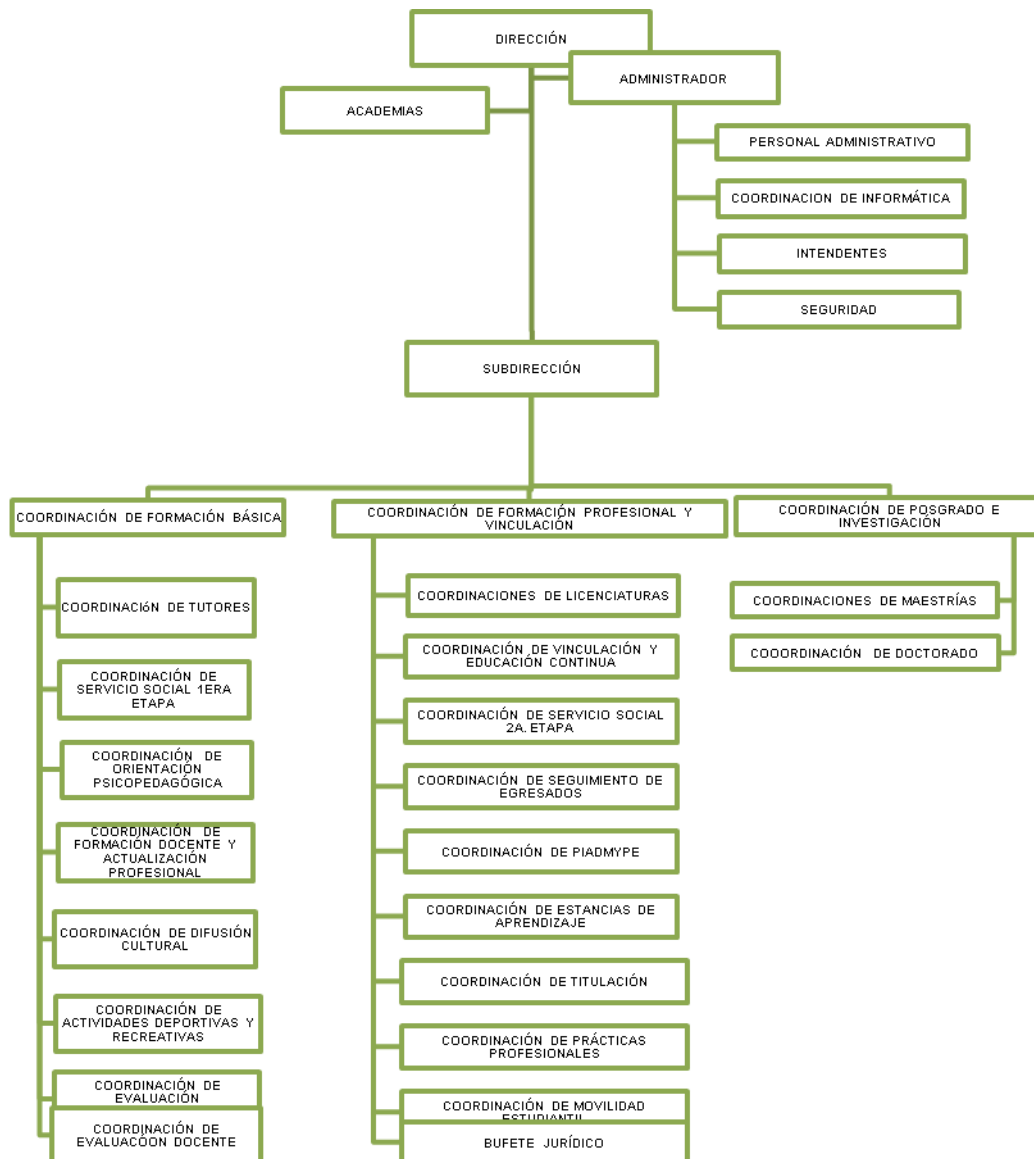 DIRECCIÓN
ADMINISTRADOR
ACADEMIAS
PERSONAL ADMINISTRATIVO
COORDINACION DE INFORMÁTICA
INTENDENTES
SEGURIDAD
SUBDIRECCIÓN
COORDINACIÓN DE FORMACIÓN BÁSICA
COORDINACIÓN DE TUTORES
COORDINACIÓN DE
SERVICIO SOCIAL 1ERA
ETAPA
COORDINACIÓN DE
ORIENTACIÓN
PSICOPEDAGÓGICA
COORDINACIÓN DE
FORMACIÓN DOCENTE Y
ACTUALIZACIÓN
PROFESIONAL
COORDINACIÓN DE DIFUSIÓN
CULTURAL
COORDINACIÓN DE
ACTIVIDADES DEPORTIVAS Y
RECREATIVAS
COORDINACIÓN DE
EVALUACIÓN
COORDINACIÓN DE
EVALUACÓON DOCENTE
COORDINACIÓN DE FORMACIÓN PROFESIONAL Y
VINCULACIÓN
COORDINACIONES DE LICENCIATURAS
COORDINACIÓN DE VINCULACIÓN Y
EDUCACIÓN CONTINUA
COORDINACIÓN DE SERVICIO SOCIAL
2A. ETAPA
COORDINACIÓN DE SEGUIMIENTO DE
EGRESADOS
COORDINACIÓN DE PIADMYPE
COORDINACIÓN DE ESTANCIAS DE
APRENDIZAJE
COORDINACIÓN DE TITULACIÓN
COORDINACIÓN DE PRÁCTICAS
PROFESIONALES
COORDINACIÓN DE MOVILIDAD
ESTUDIANTIL
BUFETE JURÍDICO
COORDINACIÓN DE POSGRADO E
INVESTIGACIÓN
COORDINACIONES DE MAESTRÍAS
COOORDINACIÓN DE DOCTORADO